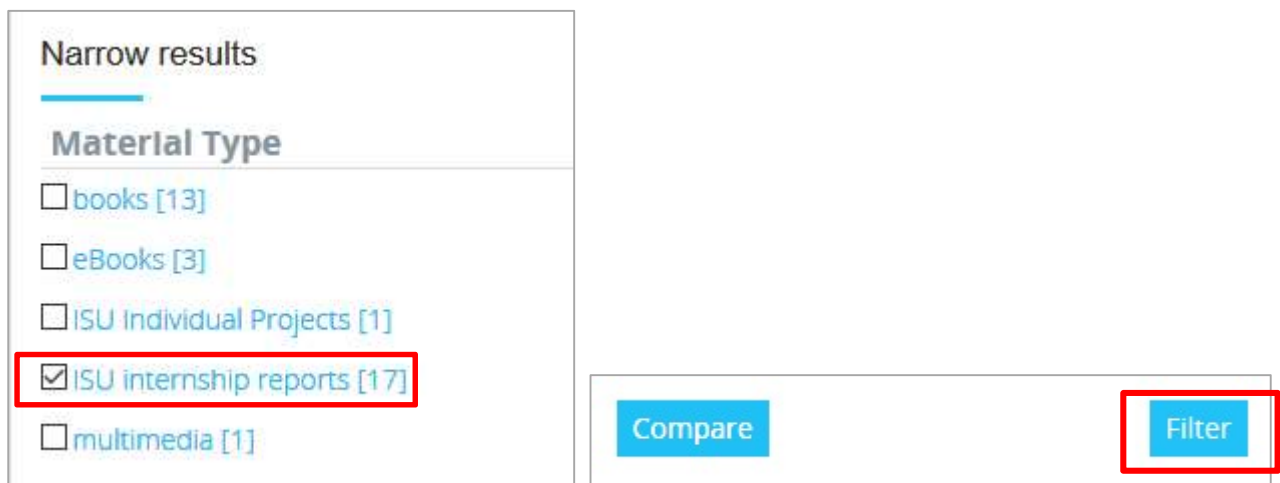 Narrow results
Material Type
books [13]
eBooks [3]
ISU Individual Projects [1]
ISU internship reports [17]
multimedia [1]
Compare
Filter